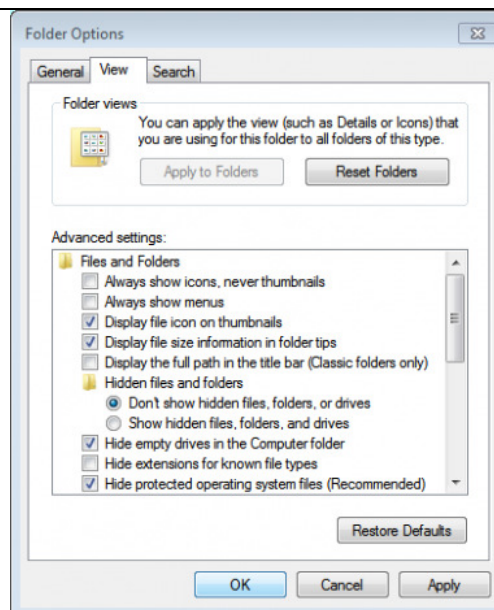 Folder Options
General View Search
Folder views
You can apply the view (such as Details or Icons) that
you are using for this folder to all folders of this type.
Apply to Folders Reset Folders
Advanced settings:
Files and Folders
Always show icons, never thumbnails
Always show menus
Display file icon on thumbnails
Display file size information in folder tips
Display the full path in the title bar (Classic folders only)
Hidden files and folders
Don't show hidden files, folders, or drives
Show hidden files, folders, and drives
Hide empty drives in the Computer folder
Hide extensions for known file types
Hide protected operating system files (Recommended)
Restore Defaults
OK Cancel Apply